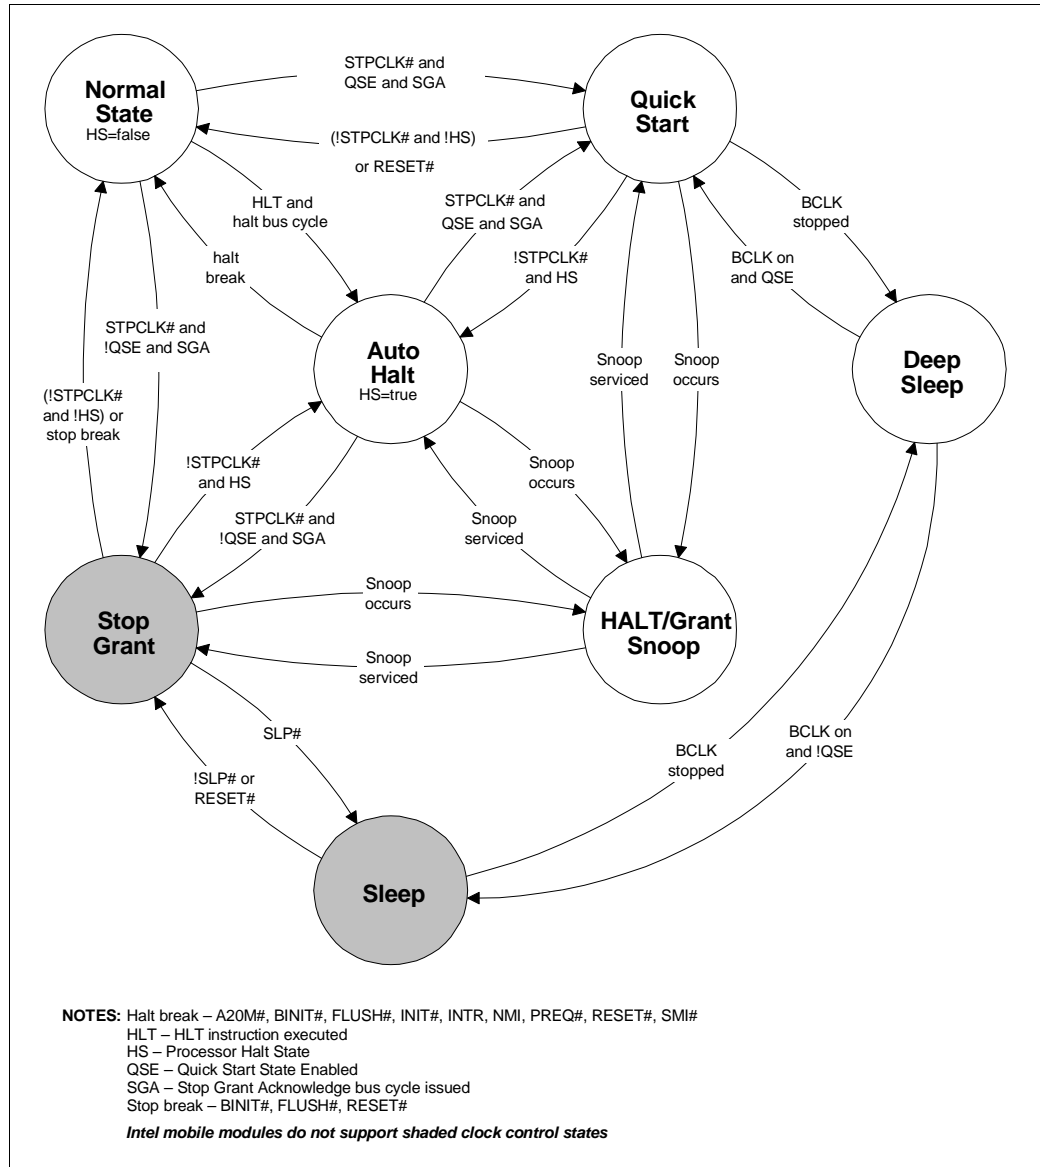 Normal
State
HS=false
STPCLK# and
QSE and SGA
Quick
Start
(!STPCLK# and !HS)
or RESET#
HLT and
halt bus cycle
STPCLK# and
QSE and SGA
BCLK
stopped
halt
break
!STPCLK#
and HS
BCLK on
and QSE
STPCLK# and
!QSE and SGA
Auto
Halt
HS=true
Snoop
serviced
Snoop
occurs
Deep
Sleep
(!STPCLK#
and !HS) or
stop break
!STPCLK#
and HS
Snoop
occurs
STPCLK# and
!QSE and SGA
Snoop
serviced
Stop
Grant
Snoop
occurs
HALT/Grant
Snoop
Snoop
serviced
SLP#
BCLK
stopped
BCLK on
and !QSE
!SLP# or
RESET#
Sleep
NOTES: Halt break – A20M#, BINIT#, FLUSH#, INIT#, INTR, NMI, PREQ#, RESET#, SMI#
HLT – HLT instruction executed
HS – Processor Halt State
QSE – Quick Start State Enabled
SGA – Stop Grant Acknowledge bus cycle issued
Stop break – BINIT#, FLUSH#, RESET#
Intel mobile modules do not support shaded clock control states